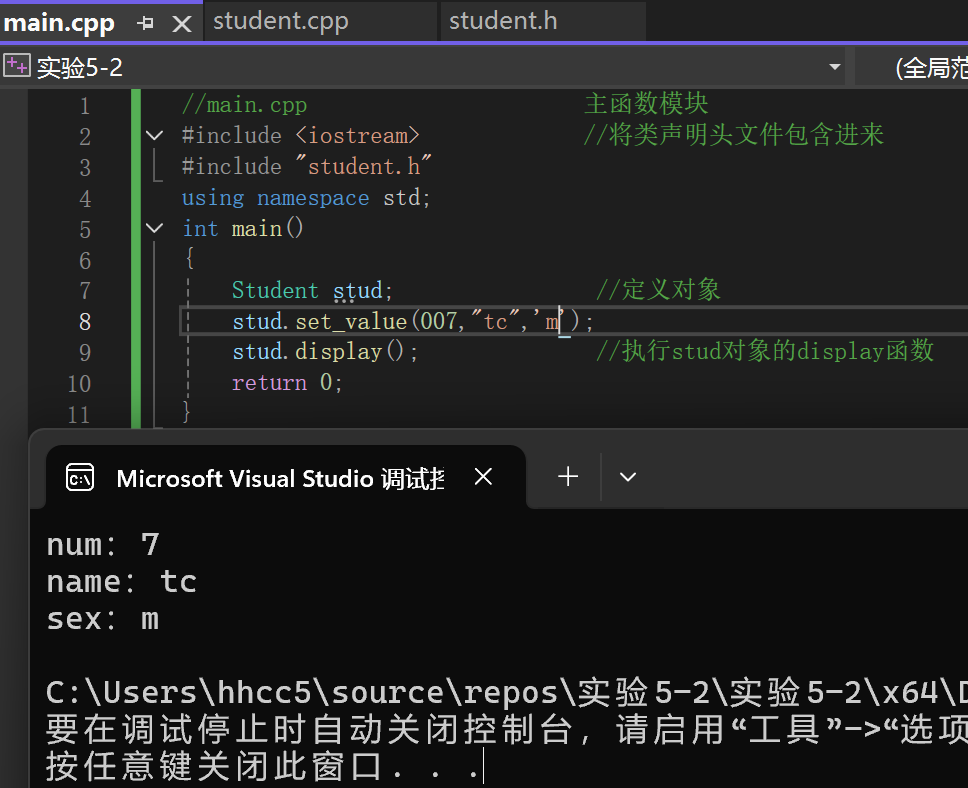 main.cpp student.cpp student.h
实验5-2 (全局范
1 //main.cpp 主函数模块
2 #include <iostream> //将类声明头文件包含进来
3 #include "student.h"
4 using namespace std;
5 int main()
6 {
7 Student stud; //定义对象
8 stud.set_value(007,"tc",'m');
9 stud.display(); //执行stud对象的display函数
10 return 0;
11 }
Microsoft Visual Studio 调试控
num: 7
name: tc
sex: m
C:\Users\hhcc5\source\repos\实验5-2\实验5-2\x64\D
要在调试停止时自动关闭控制台，请启用“工具”->“选项
按任意键关闭此窗口. . .